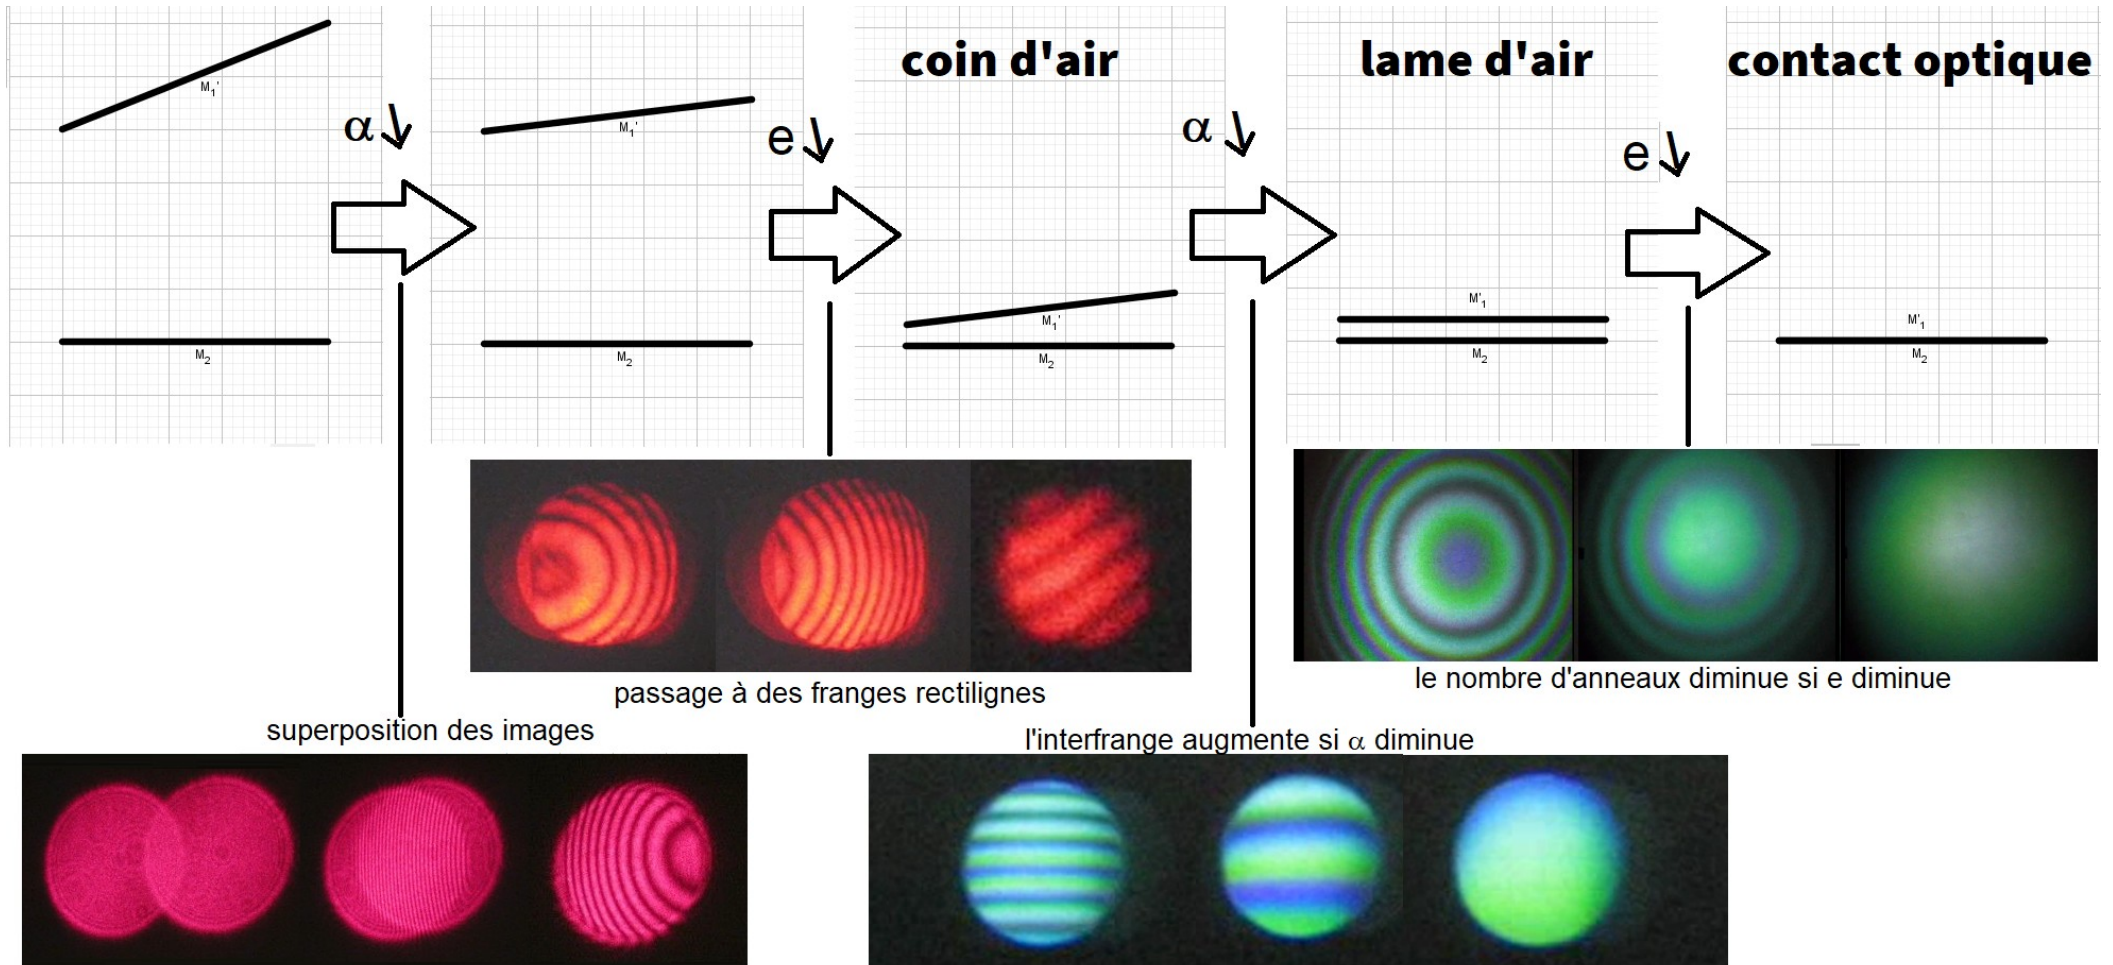 coin d'air
lame d'air
contact optique
M₁'
M₂
α
M₁'
M₂
e
M₁'
M₂
α
M'₁
M₂
e
M'₁
M₂
passage à des franges rectilignes
le nombre d'anneaux diminue si e diminue
superposition des images
l'interfrange augmente si α diminue